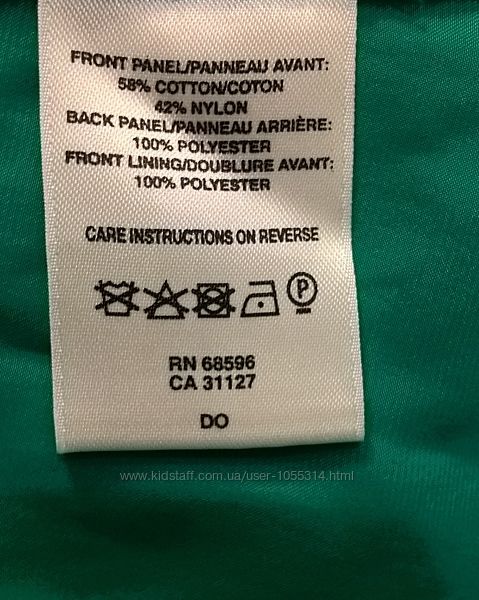 FRONT PANEL/PANNEAU AVANT:
58% COTTON/COTON
42% NYLON
BACK PANEL/PANNEAU ARRIÈRE:
100% POLYESTER
FRONT LINING/DOUBLURE AVANT:
100% POLYESTER
CARE INSTRUCTIONS ON REVERSE
P
RN 68596
CA 31127
DO
www.kidstaff.com.ua/user-1055314.html